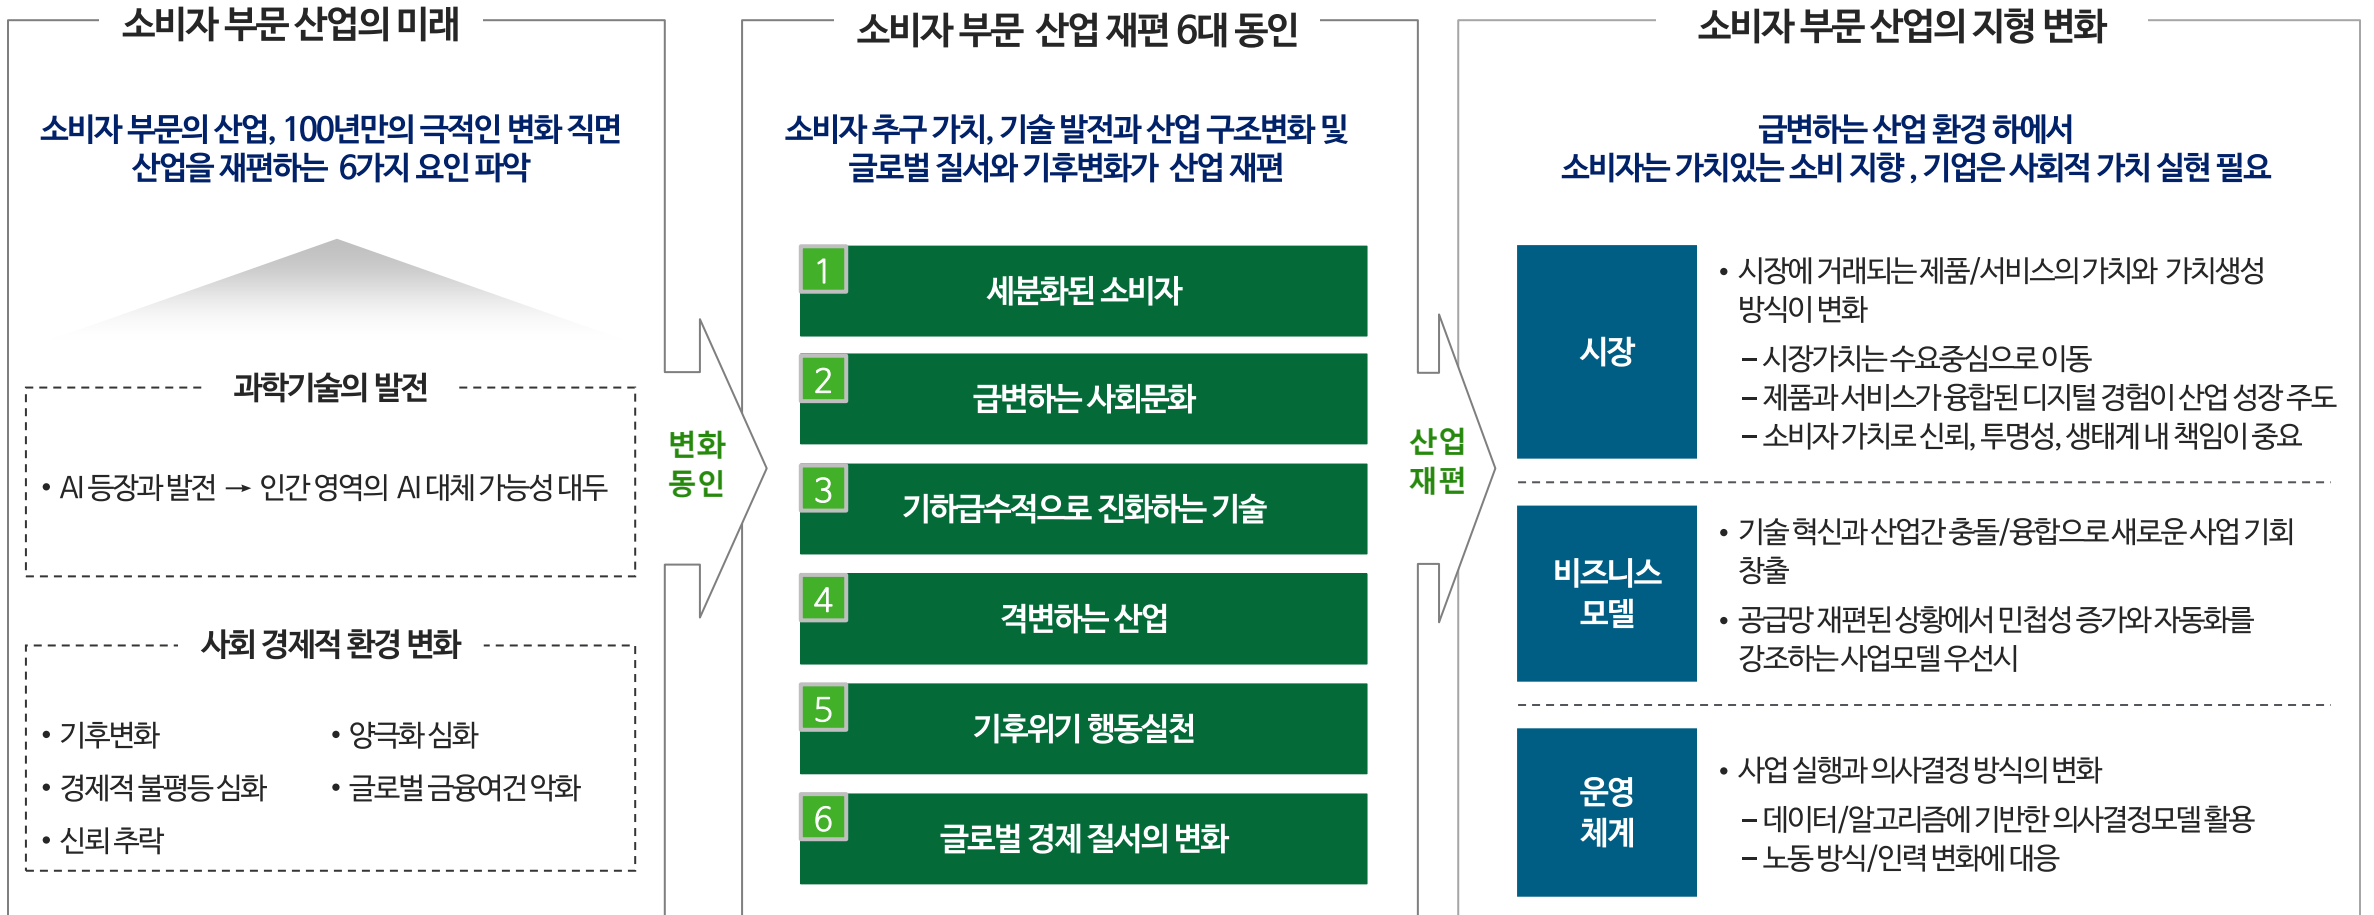 소비자 부문 산업의 미래
소비자 부문의 산업, 100년만의 극적인 변화 직면
산업을 재편하는 6가지 요인 파악
과학기술의 발전
• AI 등장과 발전 → 인간 영역의 AI 대체 가능성 대두
사회 경제적 환경 변화
• 기후변화
• 경제적 불평등 심화
• 신뢰 추락
• 양극화 심화
• 글로벌 금융여건 악화
변화
동인
소비자 부문 산업 재편 6대 동인
소비자 추구 가치, 기술 발전과 산업 구조변화 및
글로벌 질서와 기후변화가 산업 재편
1 세분화된 소비자
2 급변하는 사회문화
3 기하급수적으로 진화하는 기술
4 격변하는 산업
5 기후위기 행동실천
6 글로벌 경제 질서의 변화
산업
재편
소비자 부문 산업의 지형 변화
급변하는 산업 환경 하에서
소비자는 가치있는 소비 지향 , 기업은 사회적 가치 실현 필요
시장
• 시장에 거래되는 제품/서비스의 가치와 가치생성
방식이 변화
– 시장가치는 수요중심으로 이동
– 제품과 서비스가 융합된 디지털 경험이 산업 성장 주도
– 소비자 가치로 신뢰, 투명성, 생태계 내 책임이 중요
비즈니스
모델
• 기술 혁신과 산업간 충돌/융합으로 새로운 사업 기회
창출
• 공급망 재편된 상황에서 민첩성 증가와 자동화를
강조하는 사업모델 우선시
운영
체계
• 사업 실행과 의사결정 방식의 변화
– 데이터/알고리즘에 기반한 의사결정모델 활용
– 노동 방식/인력 변화에 대응